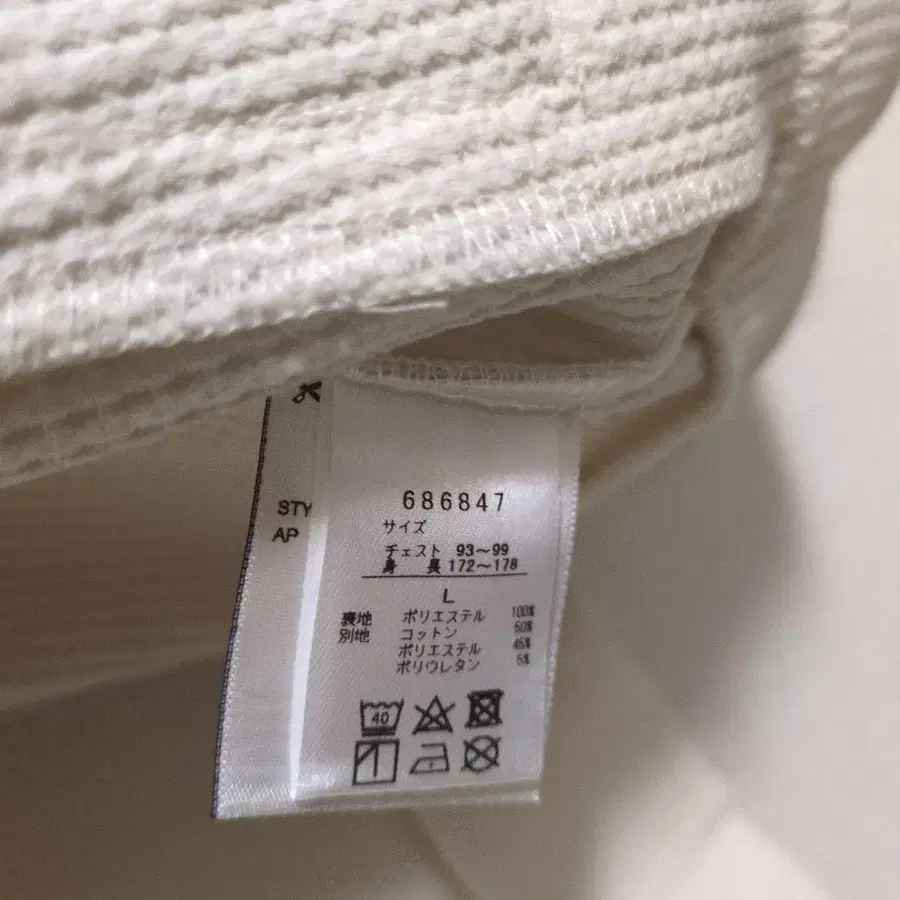 STY
AP
686847
サイズ
チェスト 93～99
身 長 172～178
L
裏地 ポリエステル 100%
別地 コットン 50%
ポリエステル 45%
ポリウレタン 5%
40